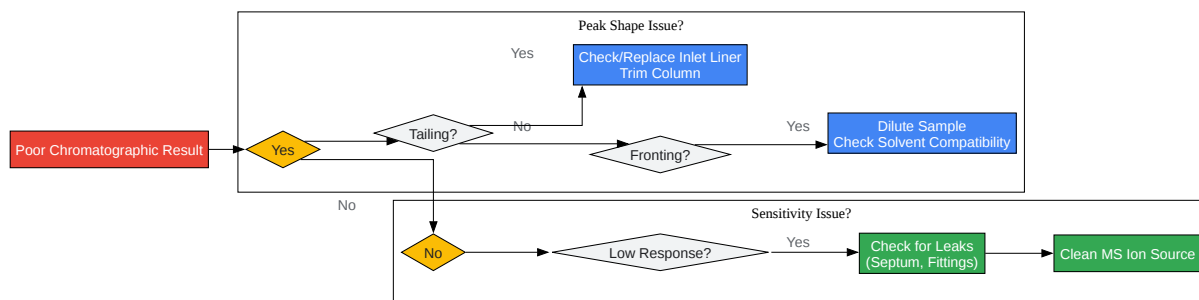 Peak Shape Issue?
Yes
Check/Replace Inlet Liner
Trim Column
Poor Chromatographic Result
Yes
Tailing?
No
Fronting?
Yes
Dilute Sample
Check Solvent Compatibility
No
Sensitivity Issue?
No
Low Response?
Yes
Check for Leaks
(Septum, Fittings)
Clean MS Ion Source